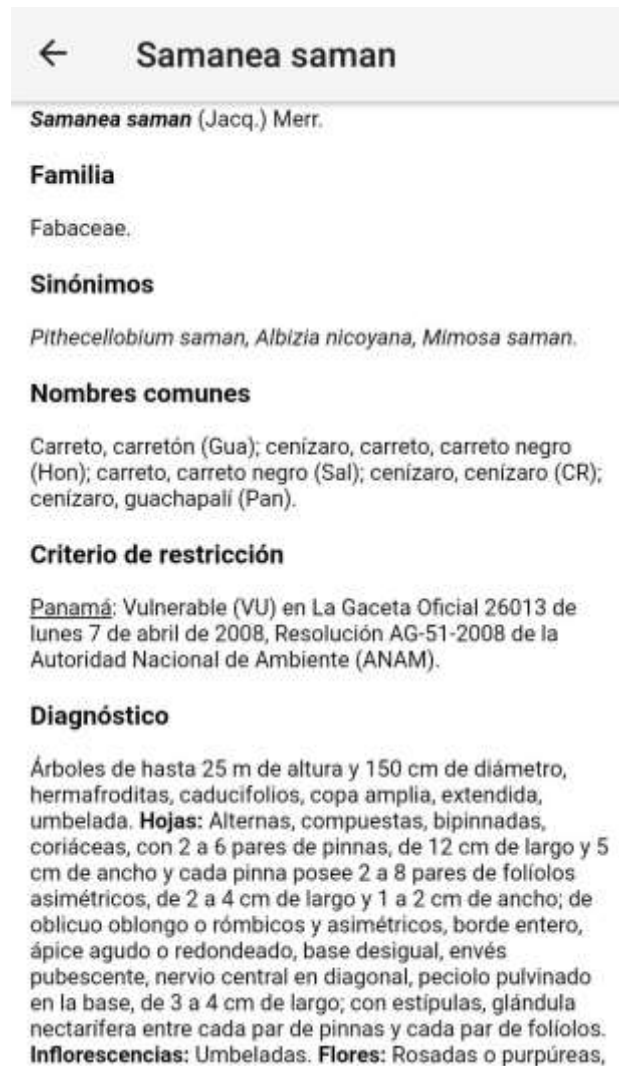 ← Samanea saman
Samanea saman (Jacq.) Merr.
Familia
Fabaceae.
Sinónimos
Pithecellobium saman, Albizia nicoyana, Mimosa saman.
Nombres comunes
Carreto, carretón (Gua); cenízaro, carreto, carreto negro
(Hon); carreto, carreto negro (Sal); cenízaro, cenízaro (CR);
cenízaro, guachapalí (Pan).
Criterio de restricción
Panamá: Vulnerable (VU) en La Gaceta Oficial 26013 de
lunes 7 de abril de 2008, Resolución AG-51-2008 de la
Autoridad Nacional de Ambiente (ANAM).
Diagnóstico
Árboles de hasta 25 m de altura y 150 cm de diámetro,
hermafroditas, caducifolios, copa amplia, extendida,
umbelada. Hojas: Alternas, compuestas, bipinnadas,
coriáceas, con 2 a 6 pares de pinnas, de 12 cm de largo y 5
cm de ancho y cada pinna posee 2 a 8 pares de folíolos
asimétricos, de 2 a 4 cm de largo y 1 a 2 cm de ancho; de
oblicuo oblongo o rómbicos y asimétricos, borde entero,
ápice agudo o redondeado, base desigual, envés
pubescente, nervio central en diagonal, peciolo pulvinado
en la base, de 3 a 4 cm de largo; con estípulas, glándula
nectarífera entre cada par de pinnas y cada par de folíolos.
Inflorescencias: Umbeladas. Flores: Rosadas o purpúreas,